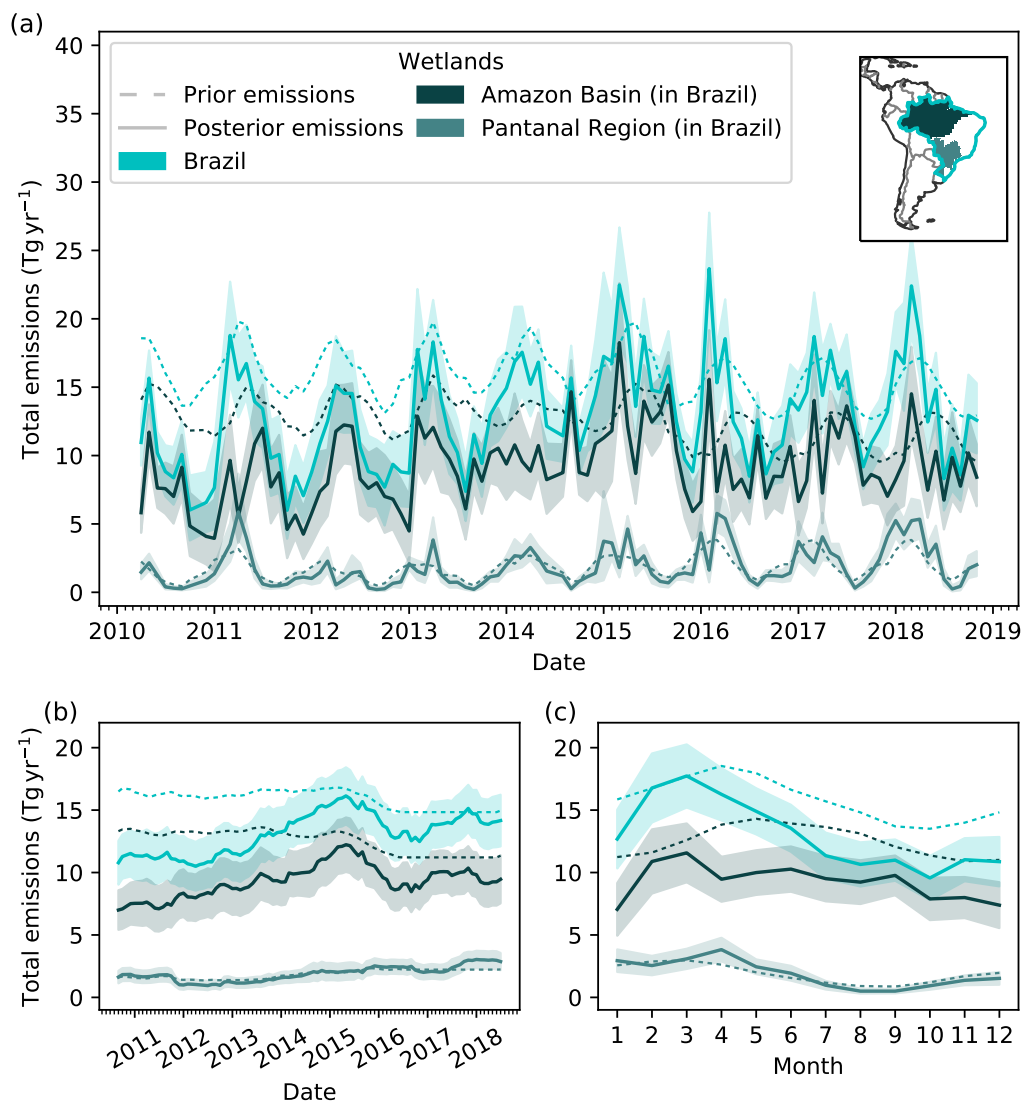 (a)
Total emissions (Tg yr⁻¹)
40
35
30
25
20
15
10
5
0
Wetlands
Prior emissions
Posterior emissions
Brazil
Amazon Basin (in Brazil)
Pantanal Region (in Brazil)
2010 2011 2012 2013 2014 2015 2016 2017 2018 2019
Date
(b)
Total emissions (Tg yr⁻¹)
20
15
10
5
0
2011 2012 2013 2014 2015 2016 2017 2018
Date
(c)
20
15
10
5
0
1 2 3 4 5 6 7 8 9 10 11 12
Month